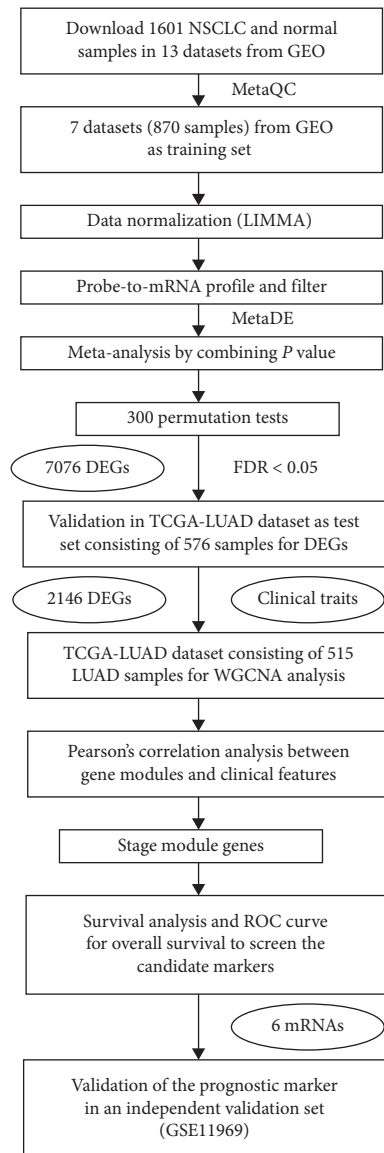 Download 1601 NSCLC and normal
samples in 13 datasets from GEO
MetaQC
7 datasets (870 samples) from GEO
as training set
Data normalization (LIMMA)
Probe-to-mRNA profile and filter
MetaDE
Meta-analysis by combining P value
300 permutation tests
7076 DEGs
FDR < 0.05
Validation in TCGA-LUAD dataset as test
set consisting of 576 samples for DEGs
2146 DEGs
Clinical traits
TCGA-LUAD dataset consisting of 515
LUAD samples for WGCNA analysis
Pearson’s correlation analysis between
gene modules and clinical features
Stage module genes
Survival analysis and ROC curve
for overall survival to screen the
candidate markers
6 mRNAs
Validation of the prognostic marker
in an independent validation set
(GSE11969)